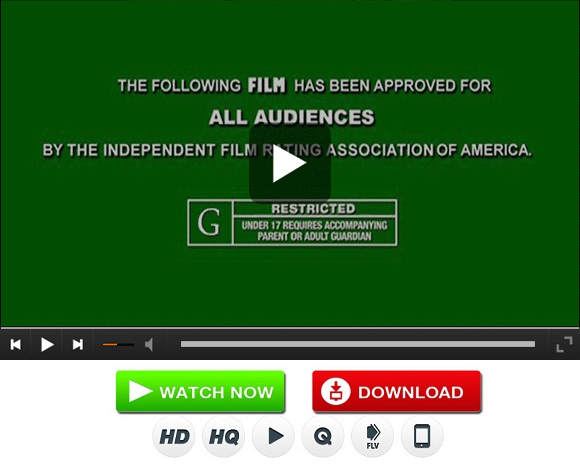 THE FOLLOWING FILM HAS BEEN APPROVED FOR
ALL AUDIENCES
BY THE INDEPENDENT FILM RATING ASSOCIATION OF AMERICA.
G RESTRICTED
UNDER 17 REQUIRES ACCOMPANYING
PARENT OR ADULT GUARDIAN
WATCH NOW DOWNLOAD
HD HQ Q FLV